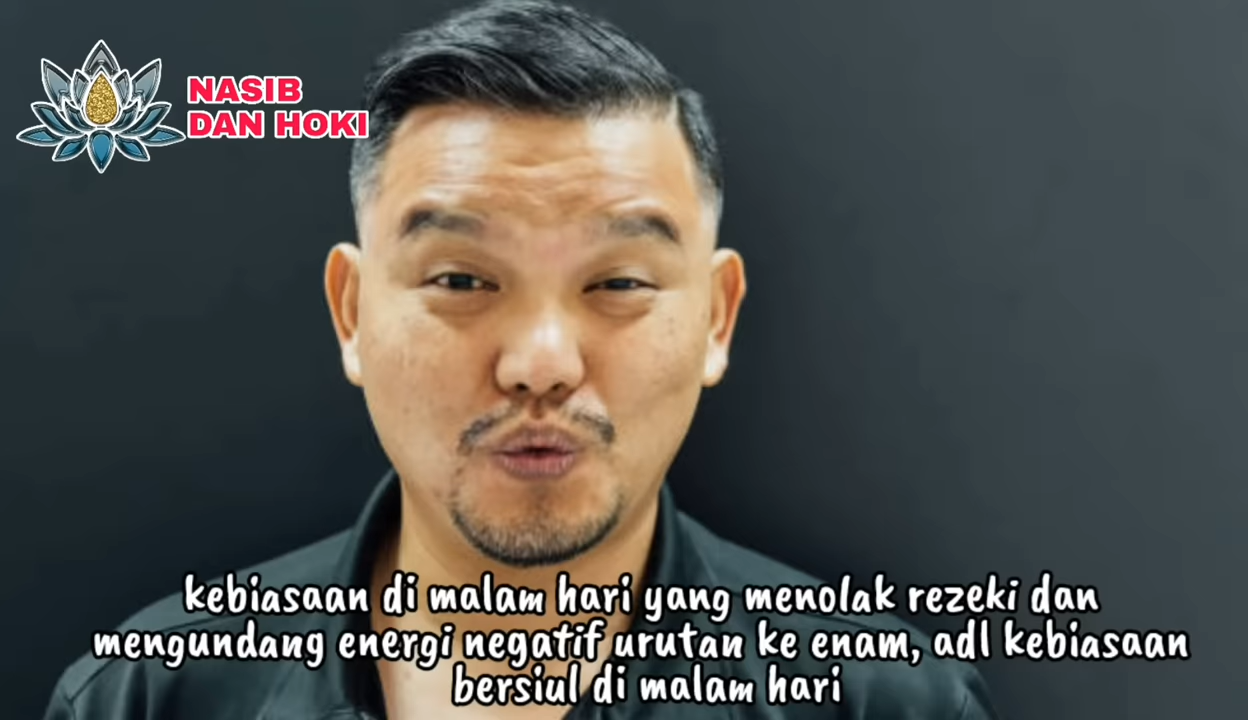 NASIB
DAN HOKI
kebiasaan di malam hari yang menolak rezeki dan
mengundang energi negatif urutan ke enam, adl kebiasaan
bersiul di malam hari